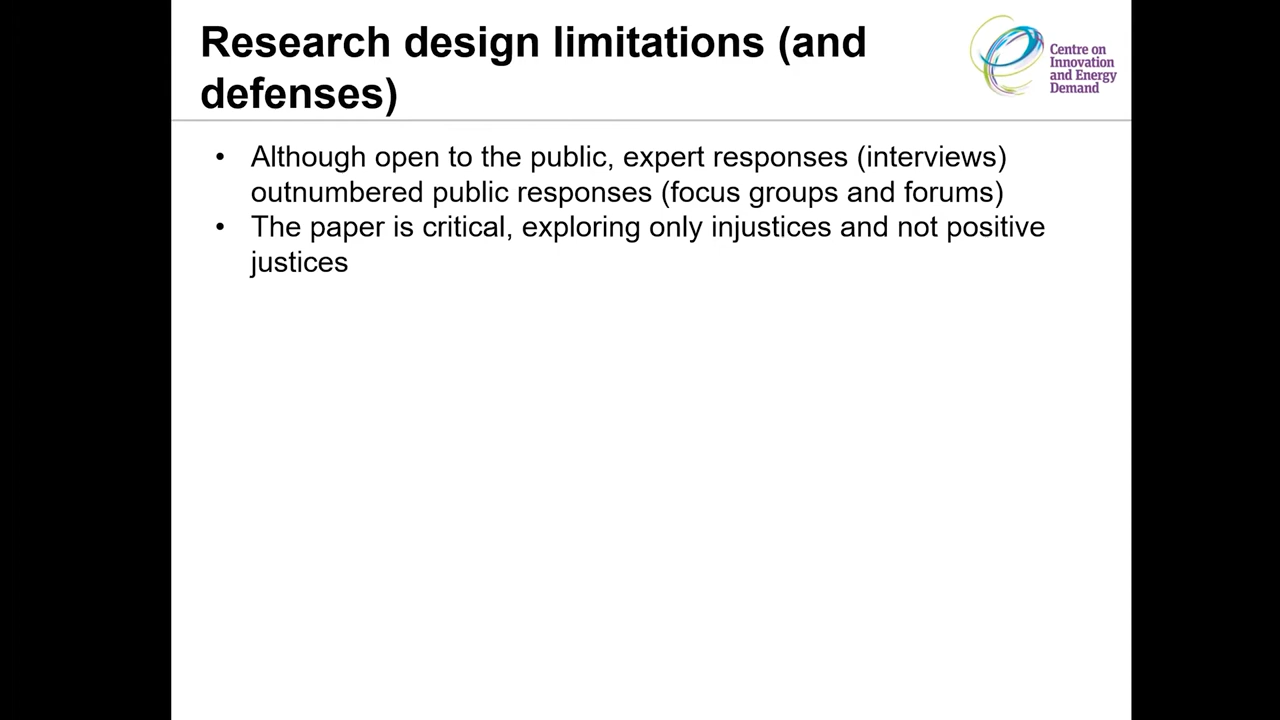 Research design limitations (and
defenses)
Centre on
Innovation
and Energy
Demand
• Although open to the public, expert responses (interviews)
outnumbered public responses (focus groups and forums)
• The paper is critical, exploring only injustices and not positive
justices